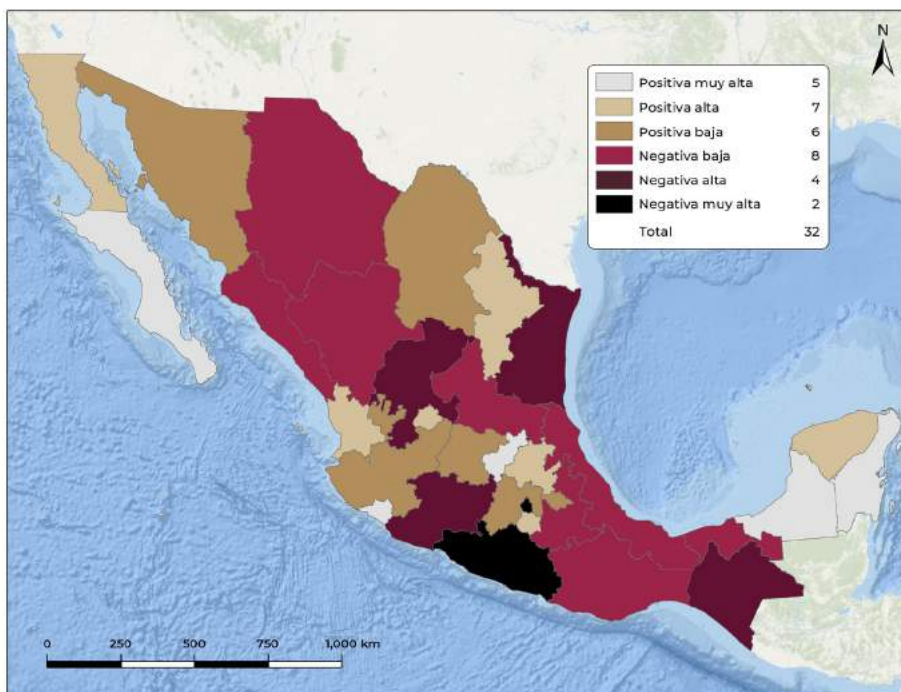 N
Positiva muy alta 5
Positiva alta 7
Positiva baja 6
Negativa baja 8
Negativa alta 4
Negativa muy alta 2
Total 32
0 250 500 750 1,000 km